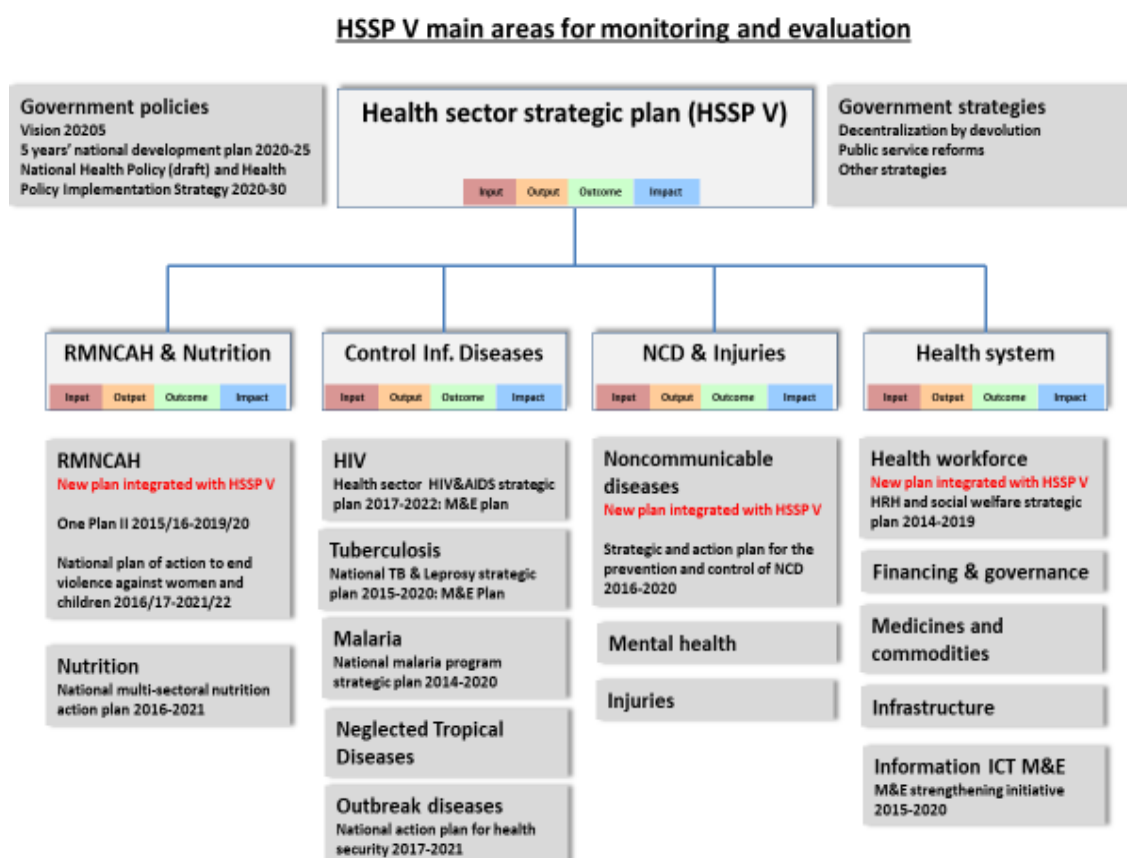 HSSP V main areas for monitoring and evaluation
Government policies
Vision 20205
5 years' national development plan 2020-25
National Health Policy (draft) and Health
Policy Implementation Strategy 2020-30
Health sector strategic plan (HSSP V)
Input Output Outcome Impact
Government strategies
Decentralization by devolution
Public service reforms
Other strategies
RMNCAH & Nutrition
Input Output Outcome Impact
Control Inf. Diseases
Input Output Outcome Impact
NCD & Injuries
Input Output Outcome Impact
Health system
Input Output Outcome Impact
RMNCAH
New plan integrated with HSSP V
One Plan II 2015/16-2019/20
National plan of action to end
violence against women and
children 2016/17-2021/22
Nutrition
National multi-sectoral nutrition
action plan 2016-2021
HIV
Health sector HIV&AIDS strategic
plan 2017-2022: M&E plan
Tuberculosis
National TB & Leprosy strategic
plan 2015-2020: M&E Plan
Malaria
National malaria program
strategic plan 2014-2020
Neglected Tropical
Diseases
Outbreak diseases
National action plan for health
security 2017-2021
Noncommunicable
diseases
New plan integrated with HSSP V
Strategic and action plan for the
prevention and control of NCD
2016-2020
Mental health
Injuries
Health workforce
New plan integrated with HSSP V
HRH and social welfare strategic
plan 2014-2019
Financing & governance
Medicines and
commodities
Infrastructure
Information ICT M&E
M&E strengthening initiative
2015-2020